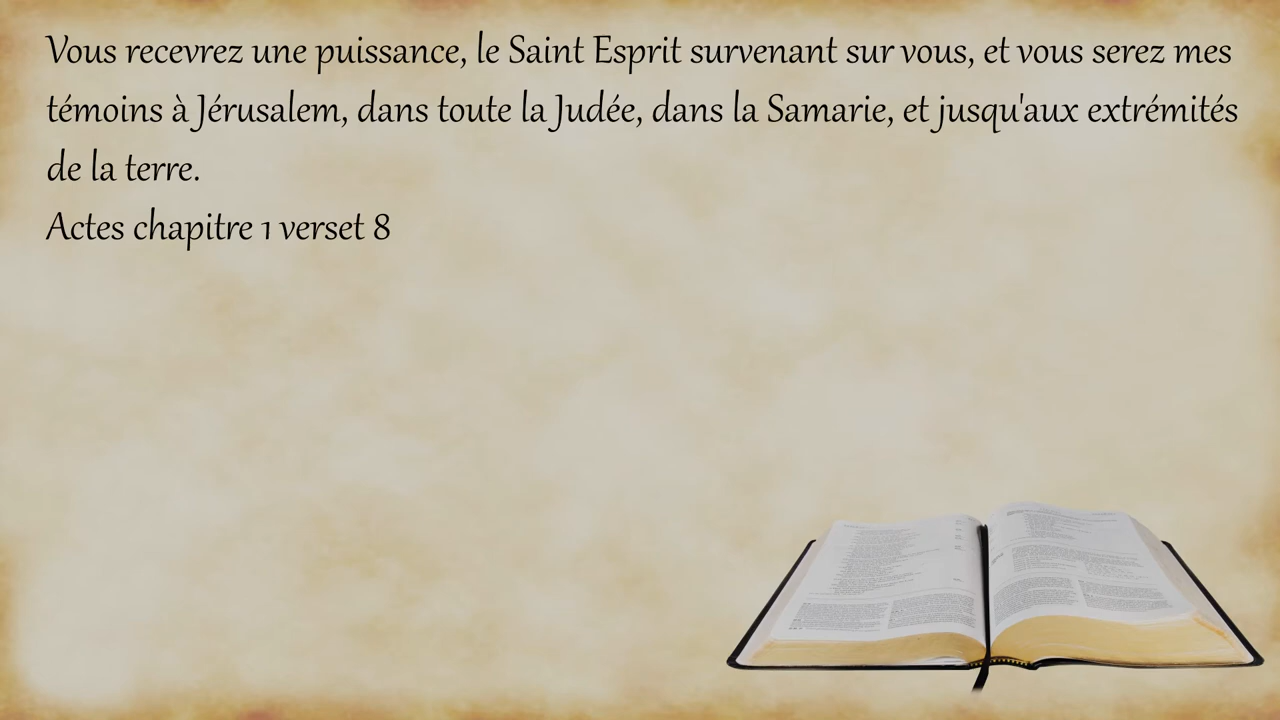 Vous recevrez une puissance, le Saint Esprit survenant sur vous, et vous serez mes
témoins à Jérusalem, dans toute la Judée, dans la Samarie, et jusqu'aux extrémités
de la terre.
Actes chapitre 1 verset 8